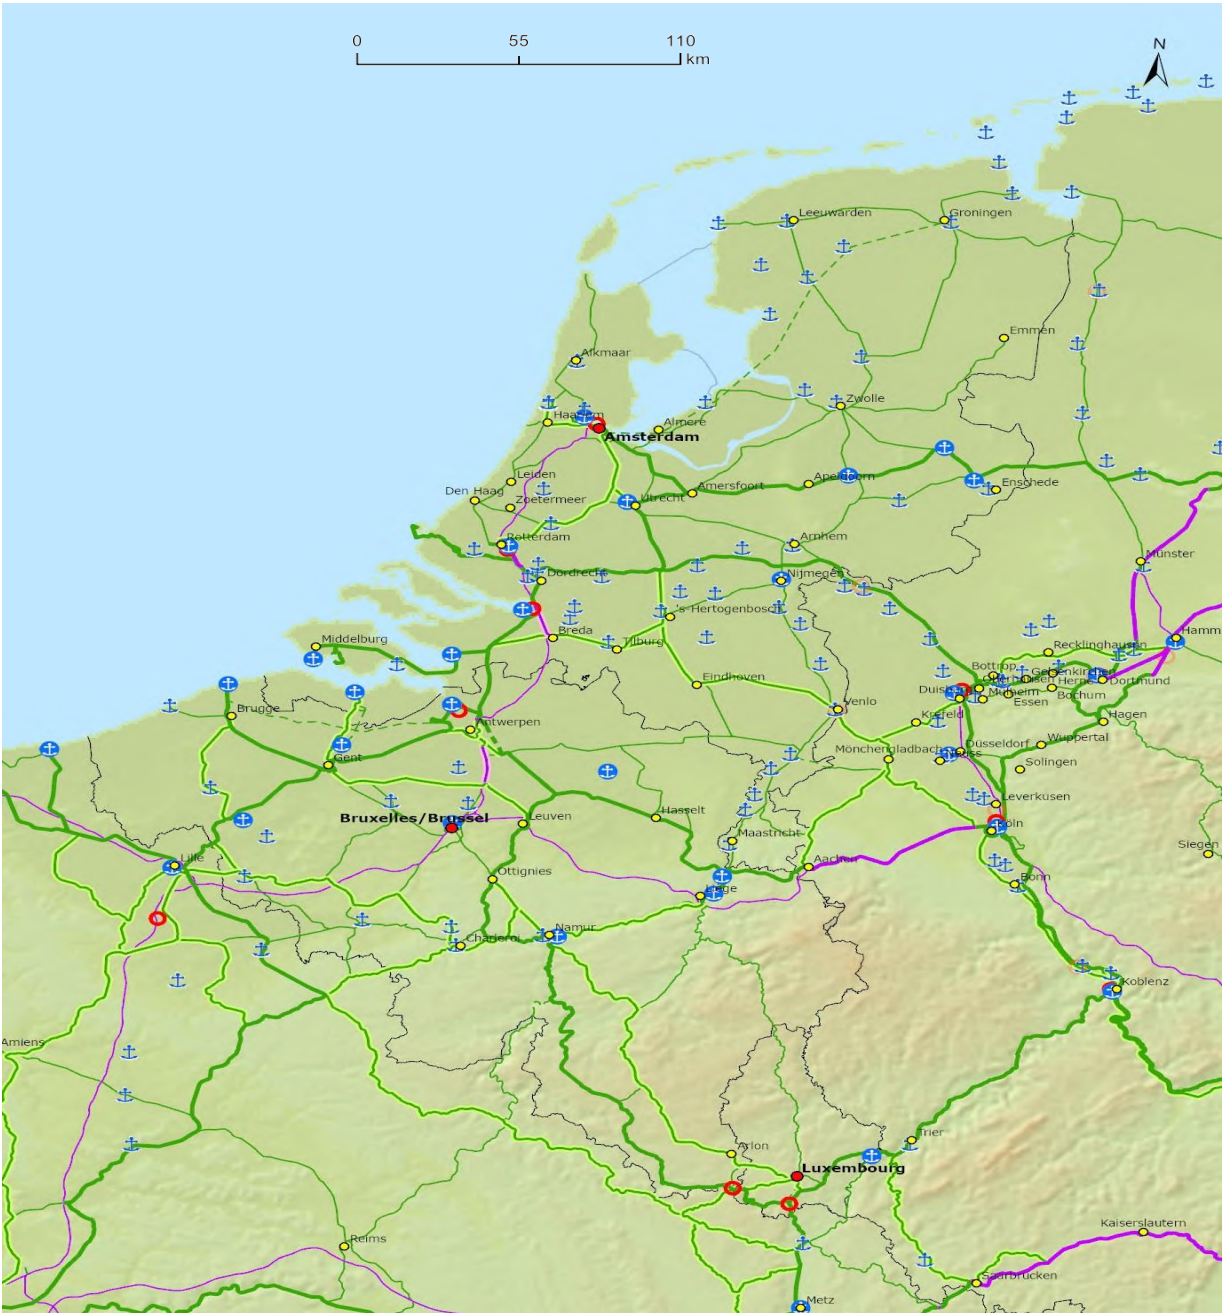 0 55 110
km
N
Leeuwarden
Groningen
Emmen
Alkmaar
Zwolle
Haarlem
Almere
Amsterdam
Leiden
Apeldoorn
Enschede
Den Haag
Amersfoort
Zoetermeer
Utrecht
Rotterdam
Arnhem
Münster
Dordrecht
Nijmegen
's Hertogenbosch
Middelburg
Breda
Tilburg
Hamm
Recklinghausen
Bottrop
Gelsenkirchen
Eindhoven
Oberhausen
Herne
Dortmund
Duisburg
Mülheim
Bochum
Essen
Brugge
Venlo
Krefeld
Hagen
Antwerpen
Wuppertal
Mönchengladbach
Düsseldorf
Neuss
Gent
Solingen
Leverkusen
Bruxelles/Brussel
Leuven
Hasselt
Köln
Maastricht
Siegen
Lille
Aachen
Ottignies
Bonn
Liège
Namur
Charleroi
Koblenz
Amiens
Trier
Arlon
Luxembourg
Kaiserslautern
Reims
Saarbrücken
Metz